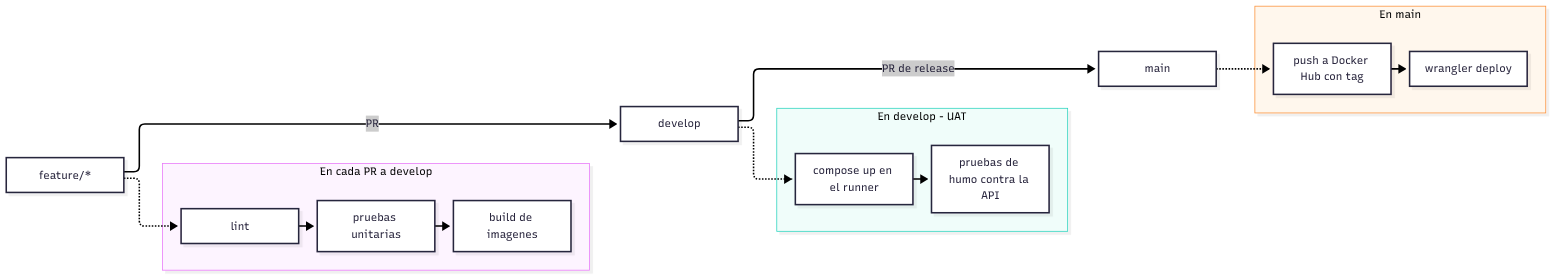 En main
push a Docker
Hub con tag
wrangler deploy
main
PR de release
develop
PR
En develop - UAT
compose up en
el runner
pruebas de
humo contra la
API
feature/*
En cada PR a develop
lint
pruebas
unitarias
build de
imagenes